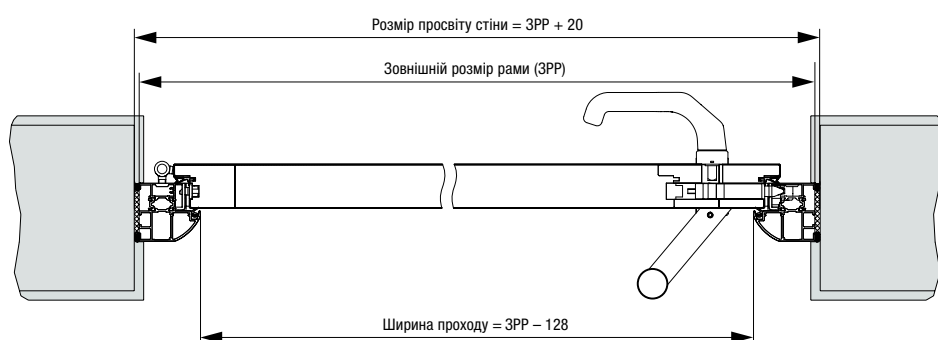 Розмір просвіту стіни = ЗРР + 20
Зовнішній розмір рами (ЗРР)
Ширина проходу = ЗРР – 128